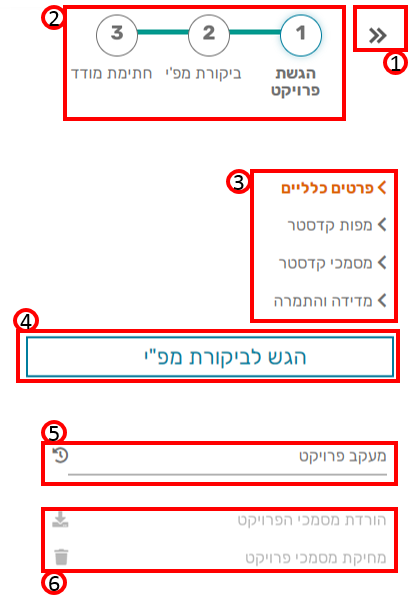 »
1
2
1 2 3
הגשת פרויקט
ביקורת מפ'י
חתימת מודד
3
פרטים כלליים
מפות קדסטר
מסמכי קדסטר
מדידה והתמרה
4
הגש לביקורת מפ"י
5
מעקב פרויקט
הורדת מסמכי הפרויקט
מחיקת מסמכי פרויקט
6